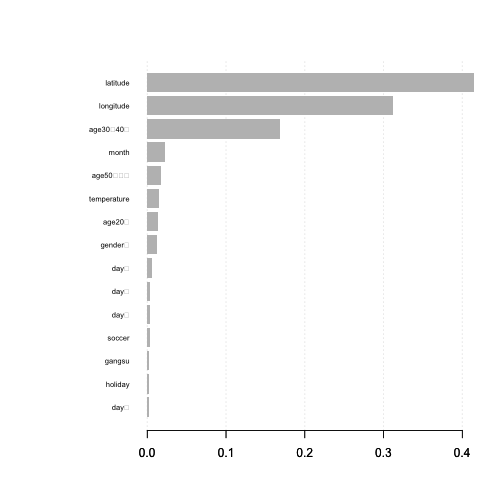 latitude
longitude
age30□40□
month
age50□□□
temperature
age20□
gender□
day□
day□
day□
soccer
gangsu
holiday
day□
0.0 0.1 0.2 0.3 0.4